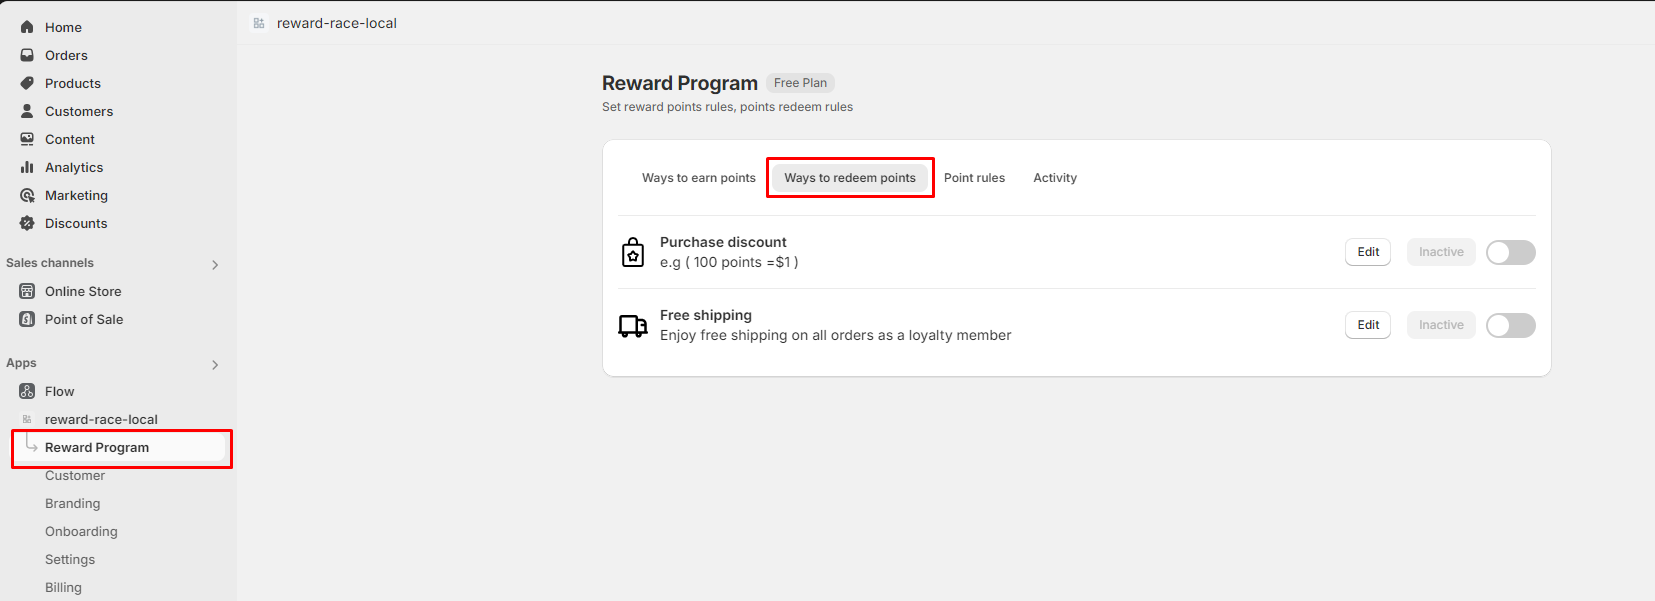 Home
Orders
Products
Customers
Content
Analytics
Marketing
Discounts
Sales channels
Online Store
Point of Sale
Apps
Flow
reward-race-local
Reward Program
Customer
Branding
Onboarding
Settings
Billing
reward-race-local
Reward Program Free Plan
Set reward points rules, points redeem rules
Ways to earn points Ways to redeem points Point rules Activity
Purchase discount
e.g ( 100 points =$1 )
Edit Inactive
Free shipping
Enjoy free shipping on all orders as a loyalty member
Edit Inactive